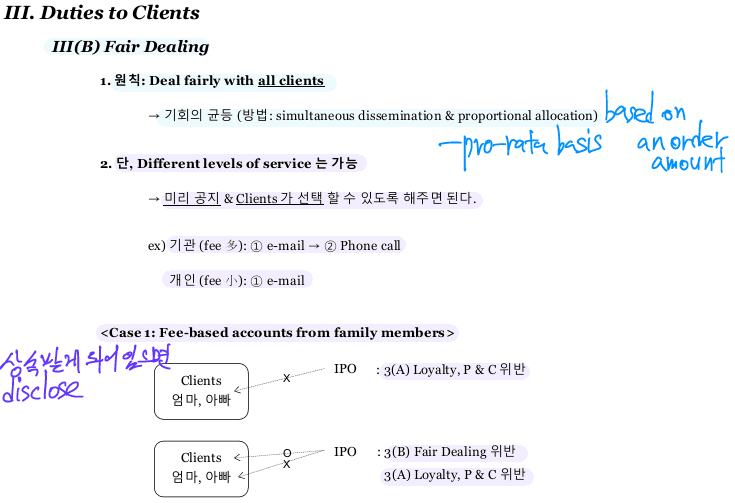 III. Duties to Clients
III(B) Fair Dealing
1. 원칙: Deal fairly with all clients
→ 기회의 균등 (방법: simultaneous dissemination & proportional allocation) based on
-pro-rata basis an order
amount
2. 단, Different levels of service 는 가능
→ 미리 공지 & Clients 가 선택 할 수 있도록 해주면 된다.
ex) 기관 (fee 多): ① e-mail → ② Phone call
개인 (fee 小): ① e-mail
<Case 1: Fee-based accounts from family members>
상속받게 되어 있으면
disclose
Clients
엄마, 아빠
X
IPO : 3(A) Loyalty, P & C 위반
Clients
엄마, 아빠
O
X
IPO : 3(B) Fair Dealing 위반
3(A) Loyalty, P & C 위반